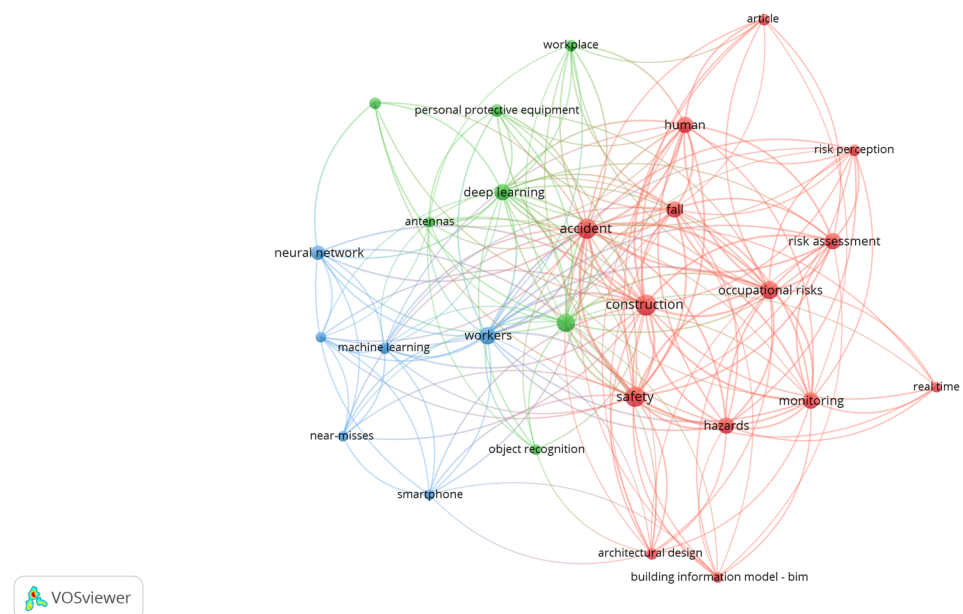 article
workplace
personal protective equipment
human
risk perception
deep learning
fall
antennas
accident
risk assessment
neural network
occupational risks
construction
workers
machine learning
real time
safety
monitoring
hazards
near-misses
object recognition
smartphone
architectural design
building information model - bim
VOSviewer